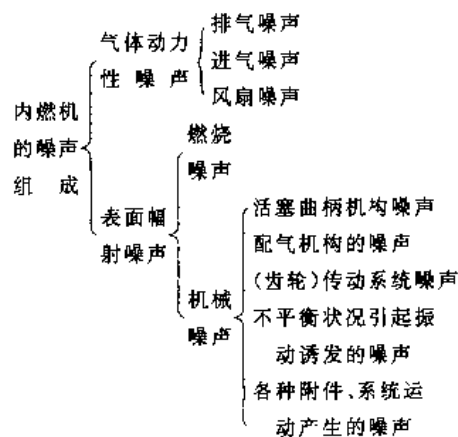 内燃机
的噪声
组成
气体动力
性噪声
排气噪声
进气噪声
风扇噪声
表面幅
射噪声
燃烧
噪声
机械
噪声
活塞曲柄机构噪声
配气机构的噪声
(齿轮)传动系统噪声
不平衡状况引起振
动诱发的噪声
各种附件、系统运
动产生的噪声